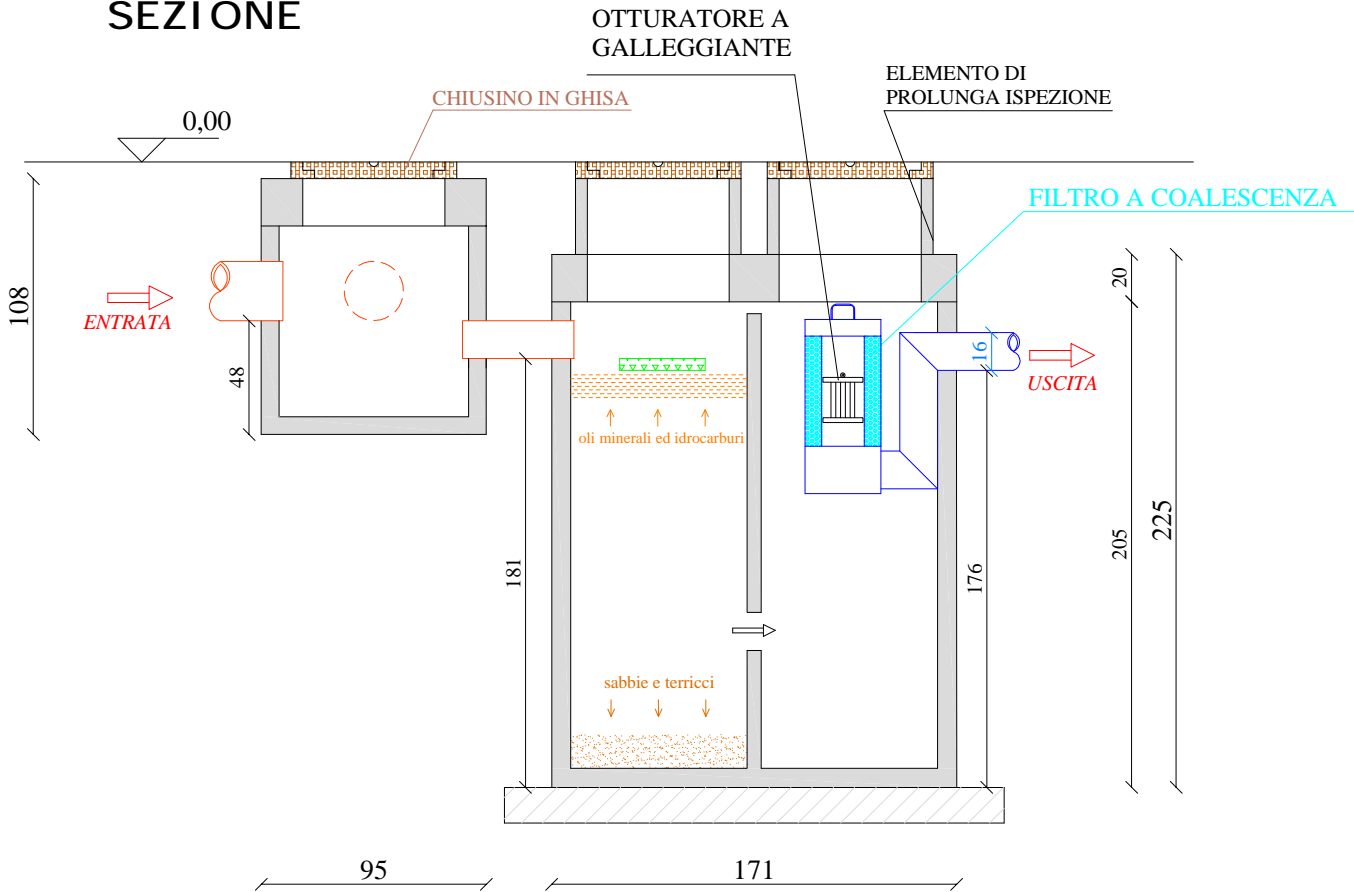 SEZIONE
OTTURATORE A
GALLEGGIANTE
ELEMENTO DI
PROLUNGA ISPEZIONE
CHIUSINO IN GHISA
0,00
FILTRO A COALESCENZA
108
ENTRATA
48
20
16
USCITA
oli minerali ed idrocarburi
181
176
205
225
sabbie e terricci
95
171